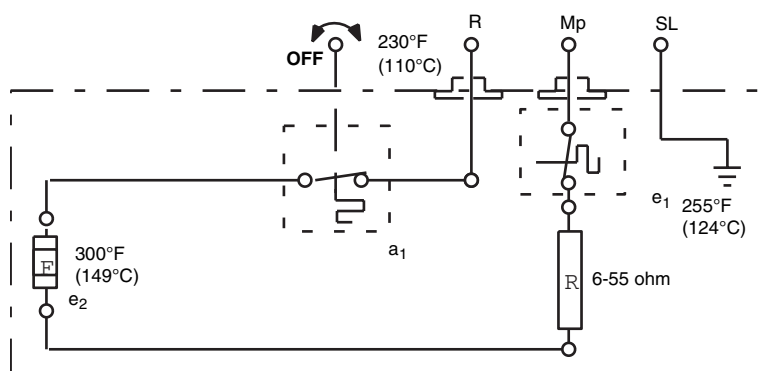 R
Mp
SL
OFF
230°F
(110°C)
a1
e1
255°F
(124°C)
F
300°F
(149°C)
e2
R
6-55 ohm